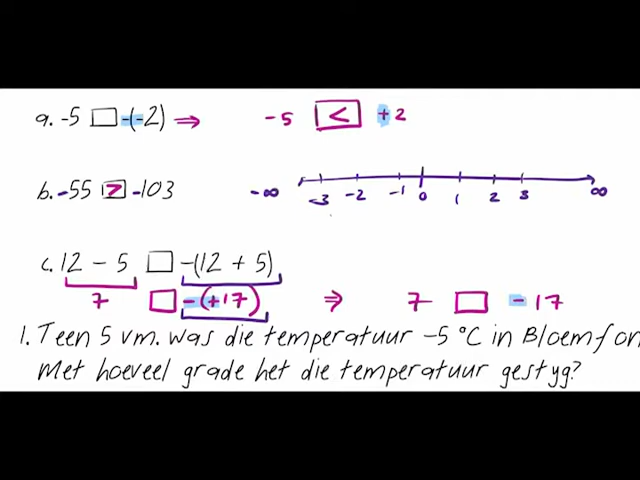 a. -5 □ -(-2) ⇒ -5 < +2
b. -55 > -103
-∞ -3 -2 -1 0 1 2 3 ∞
c. 12 - 5 □ -(12 + 5)
7 □ -(+17) ⇒ 7 □ -17
1. Teen 5 vm. was die temperatuur -5 °C in Bloemfon
Met hoeveel grade het die temperatuur gestyg?